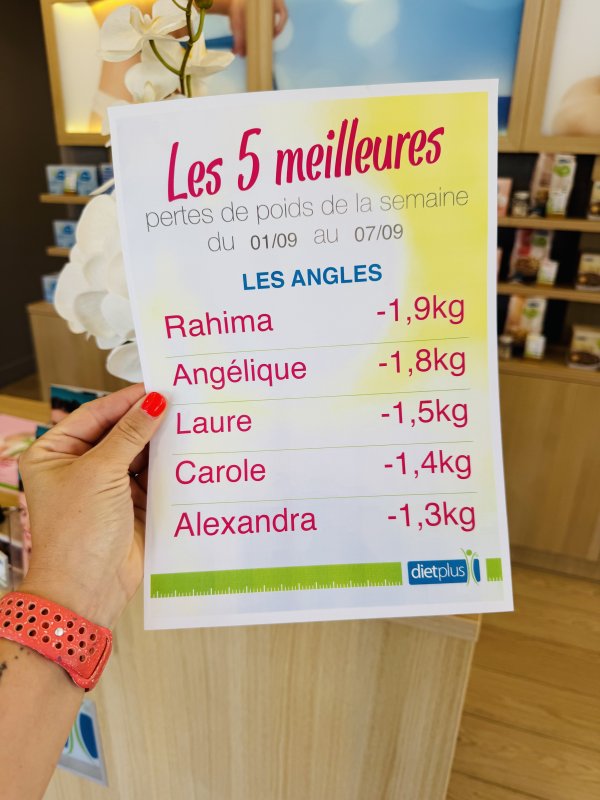 Les 5 meilleures
pertes de poids de la semaine
du 01/09 au 07/09
LES ANGLES
Rahima -1,9kg
Angélique -1,8kg
Laure -1,5kg
Carole -1,4kg
Alexandra -1,3kg
dietplus